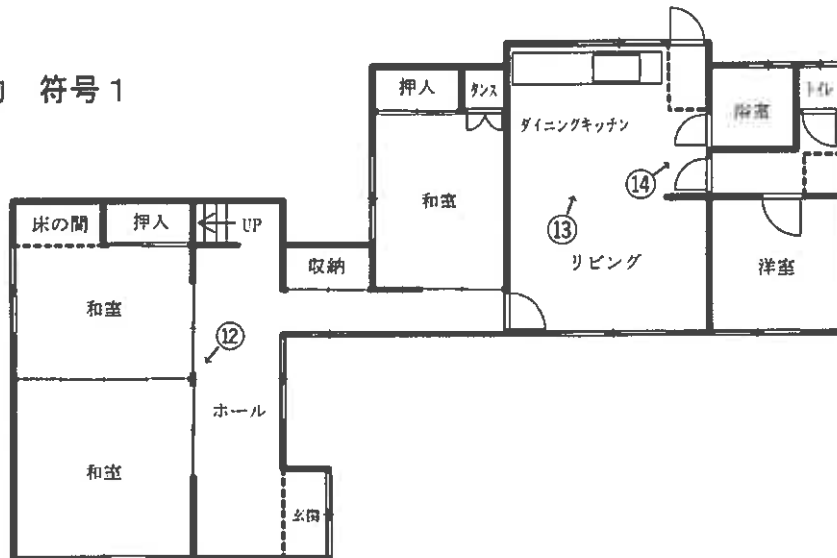 符号1
押入
タンス
ダイニングキッチン
浴室
トイレ
和室
⑭
⑬
リビング
洋室
床の間
押入
UP
収納
和室
⑫
ホール
和室
玄関